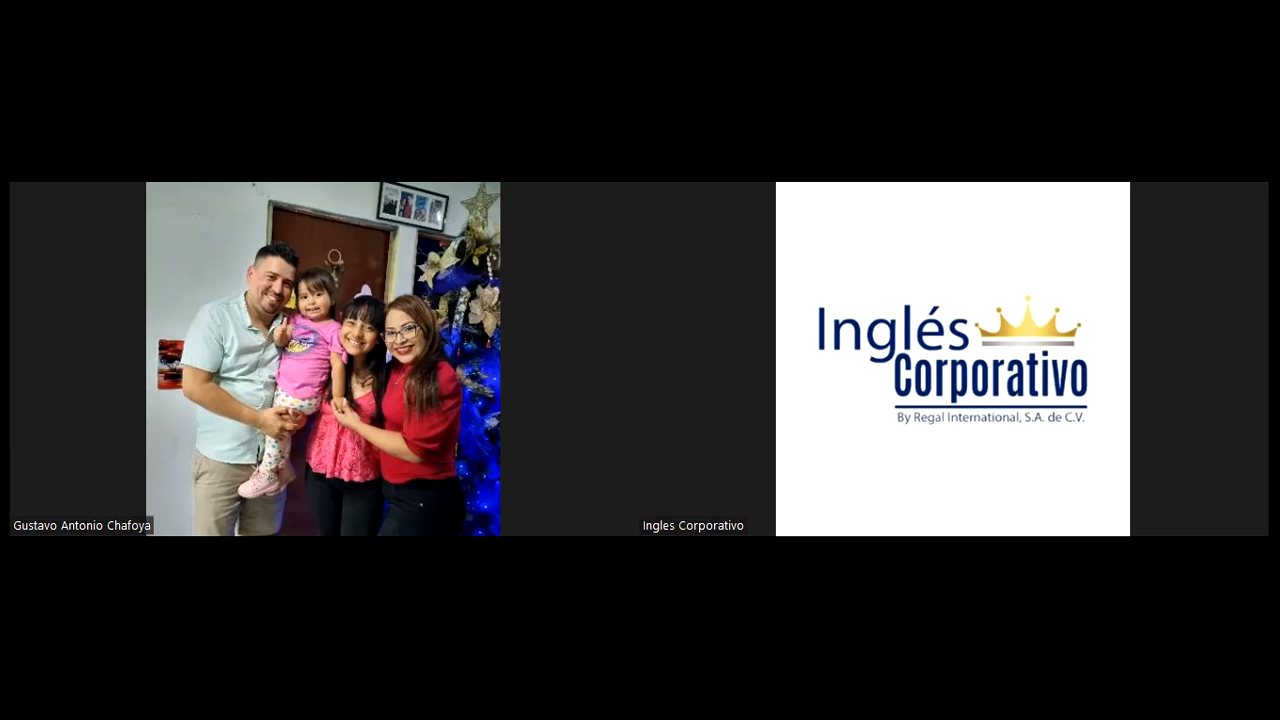 Inglés
Corporativo
By Regal International, S.A. de C.V.
Gustavo Antonio Chafoya
Ingles Corporativo